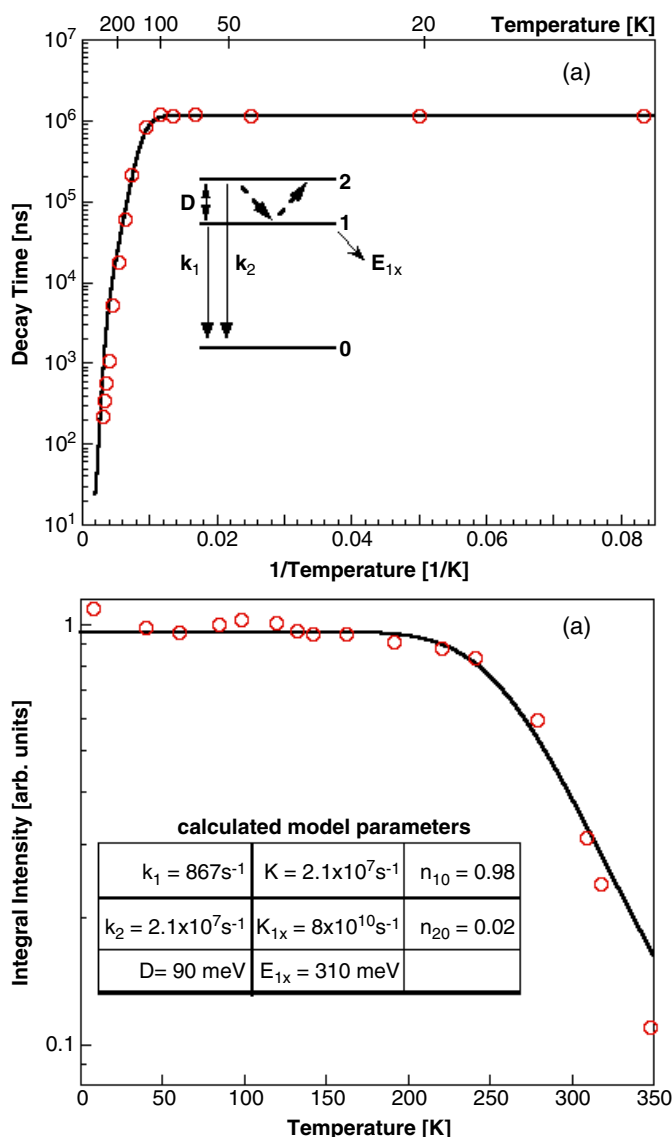 200 100 50 20 Temperature [K]
10⁷
10⁶
10⁵
10⁴
10³
10²
10¹
Decay Time [ns]
(a)
2
D
1
k₁ k₂ E₁ₓ
0
0 0.02 0.04 0.06 0.08
1/Temperature [1/K]
1
0.1
Integral Intensity [arb. units]
(a)
calculated model parameters
k₁ = 867s⁻¹ K = 2.1x10⁷s⁻¹ n₁₀ = 0.98
k₂ = 2.1x10⁷s⁻¹ K₁ₓ = 8x10¹⁰s⁻¹ n₂₀ = 0.02
D= 90 meV E₁ₓ = 310 meV
0 50 100 150 200 250 300 350
Temperature [K]